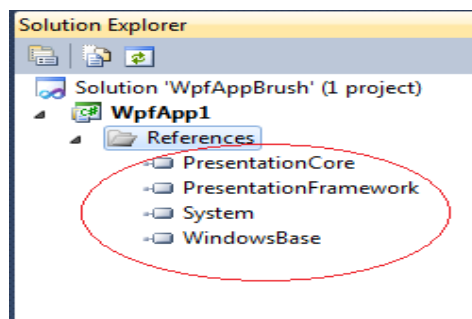 Solution Explorer
Solution 'WpfAppBrush' (1 project)
WpfApp1
References
PresentationCore
PresentationFramework
System
WindowsBase